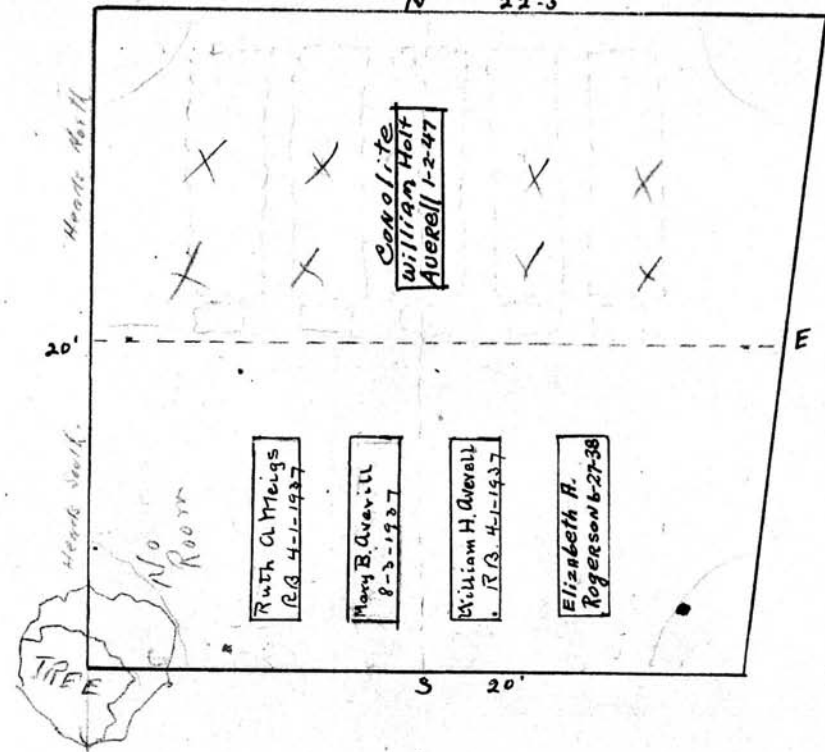 N 22-3
Heads North
Conolite
William Holt
Averell 1-2-47
20'
E
Heads South.
No
Room
Ruth A Meigs
RB 4-1-1937
Mary B. Averill
8-3-1937
William H. Averell
RB. 4-1-1937
Elizabeth A.
Rogerson 6-27-38
TREE
S 20'